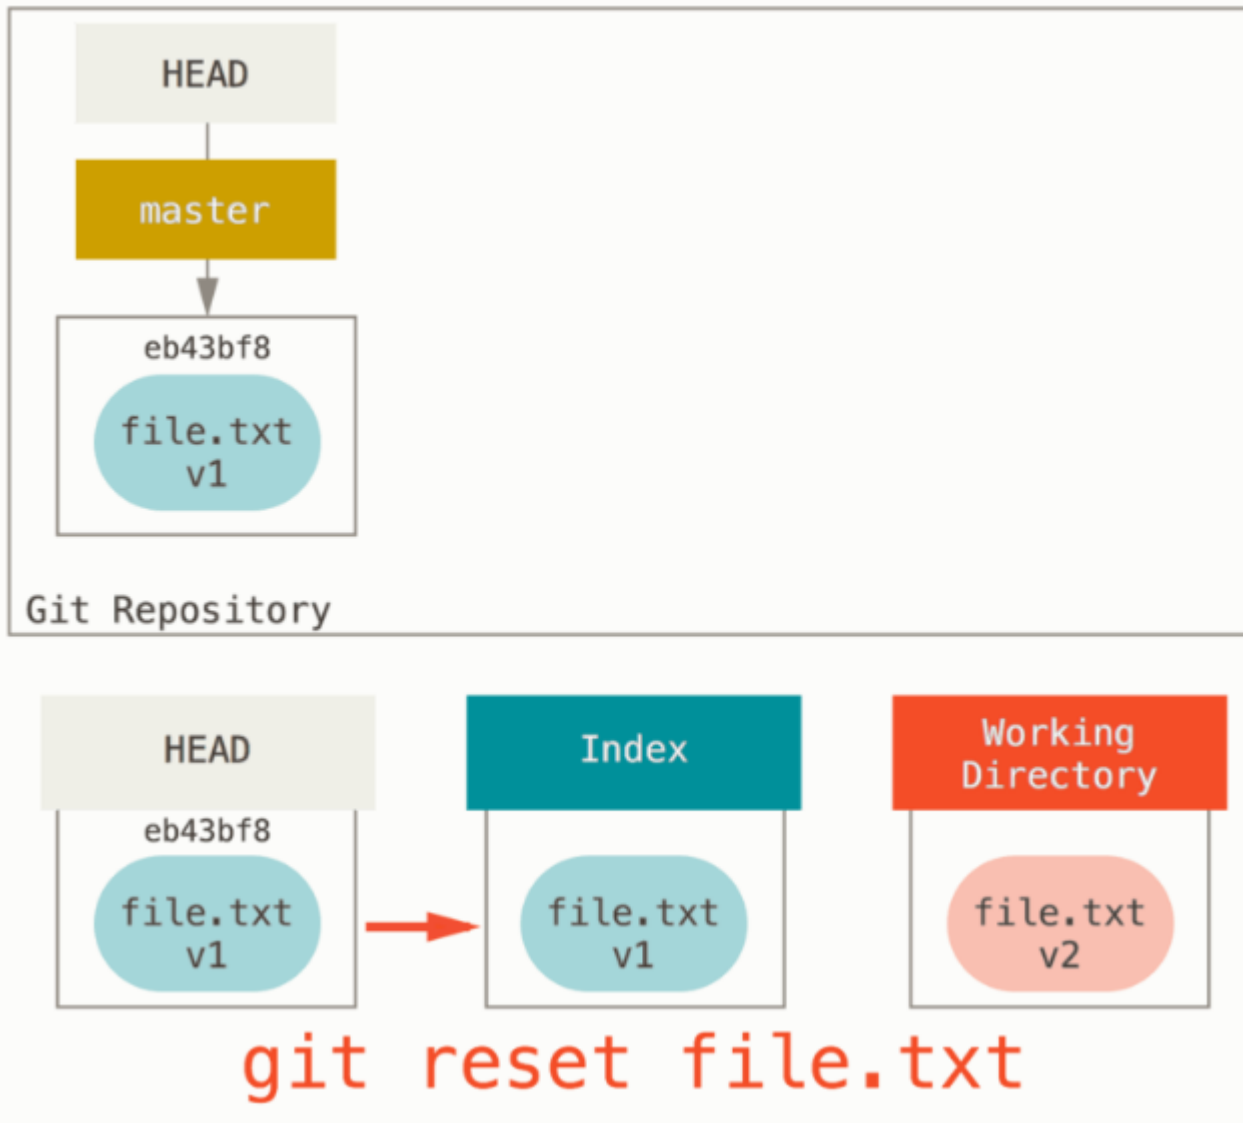 HEAD
master
eb43bf8
file.txt
v1
Git Repository
HEAD
Index
Working
Directory
eb43bf8
file.txt
v1
file.txt
v1
file.txt
v2
git reset file.txt